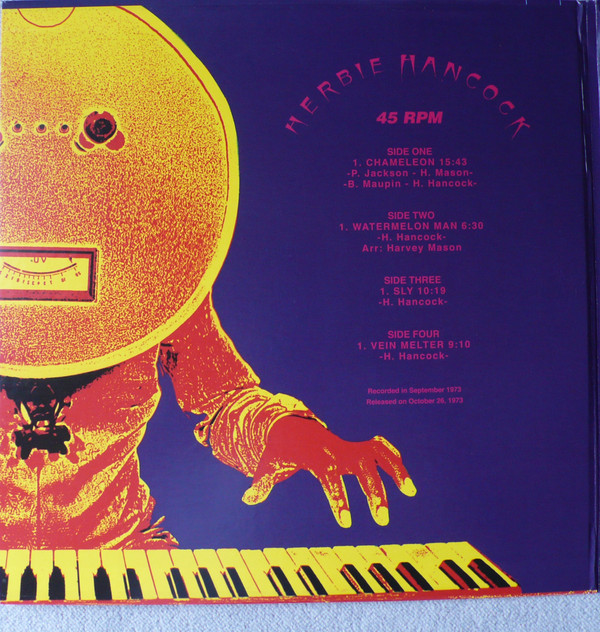 HERBIE HANCOCK
45 RPM
SIDE ONE
1. CHAMELEON 15:43
-P. Jackson - H. Mason-
-B. Maupin - H. Hancock-
SIDE TWO
1. WATERMELON MAN 6:30
-H. Hancock-
Arr: Harvey Mason
SIDE THREE
1. SLY 10:19
-H. Hancock-
SIDE FOUR
1. VEIN MELTER 9:10
-H. Hancock-
Recorded in September 1973
Released on October 26, 1973
-UV